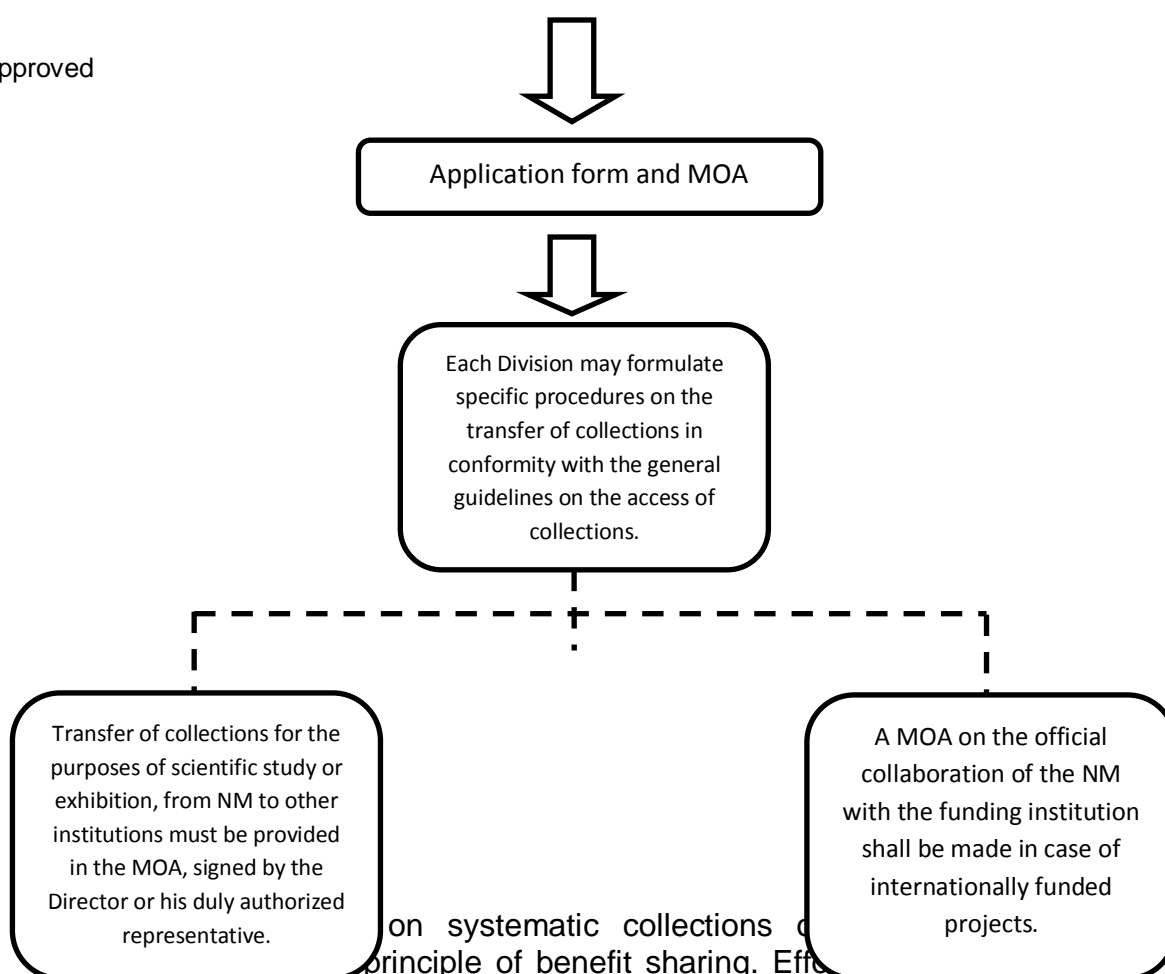 pproved
Application form and MOA
Each Division may formulate
specific procedures on the
transfer of collections in
conformity with the general
guidelines on the access of
collections.
Transfer of collections for the
purposes of scientific study or
exhibition, from NM to other
institutions must be provided
in the MOA, signed by the
Director or his duly authorized
representative.
A MOA on the official
collaboration of the NM
with the funding institution
shall be made in case of
internationally funded
projects.
on systematic collections
principle of benefit sharing.